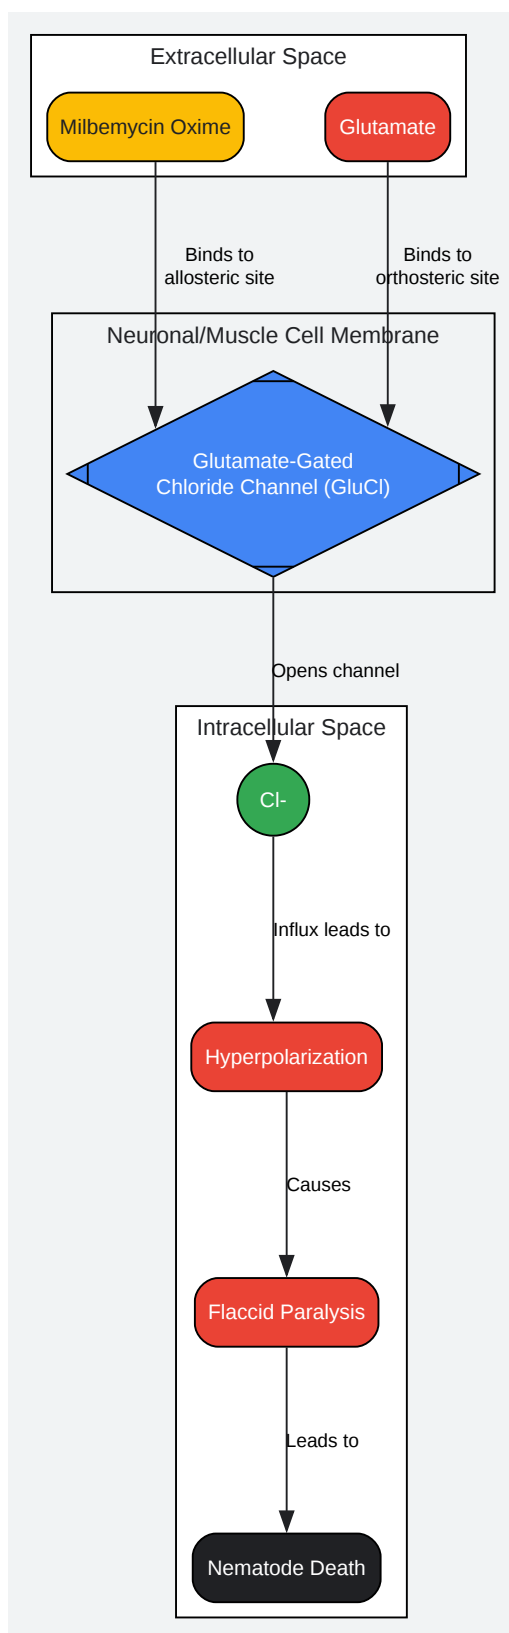 Extracellular Space
Milbemycin Oxime
Glutamate
Binds to
allosteric site
Binds to
orthosteric site
Neuronal/Muscle Cell Membrane
Glutamate-Gated
Chloride Channel (GluCl)
Opens channel
Intracellular Space
Cl-
Influx leads to
Hyperpolarization
Causes
Flaccid Paralysis
Leads to
Nematode Death